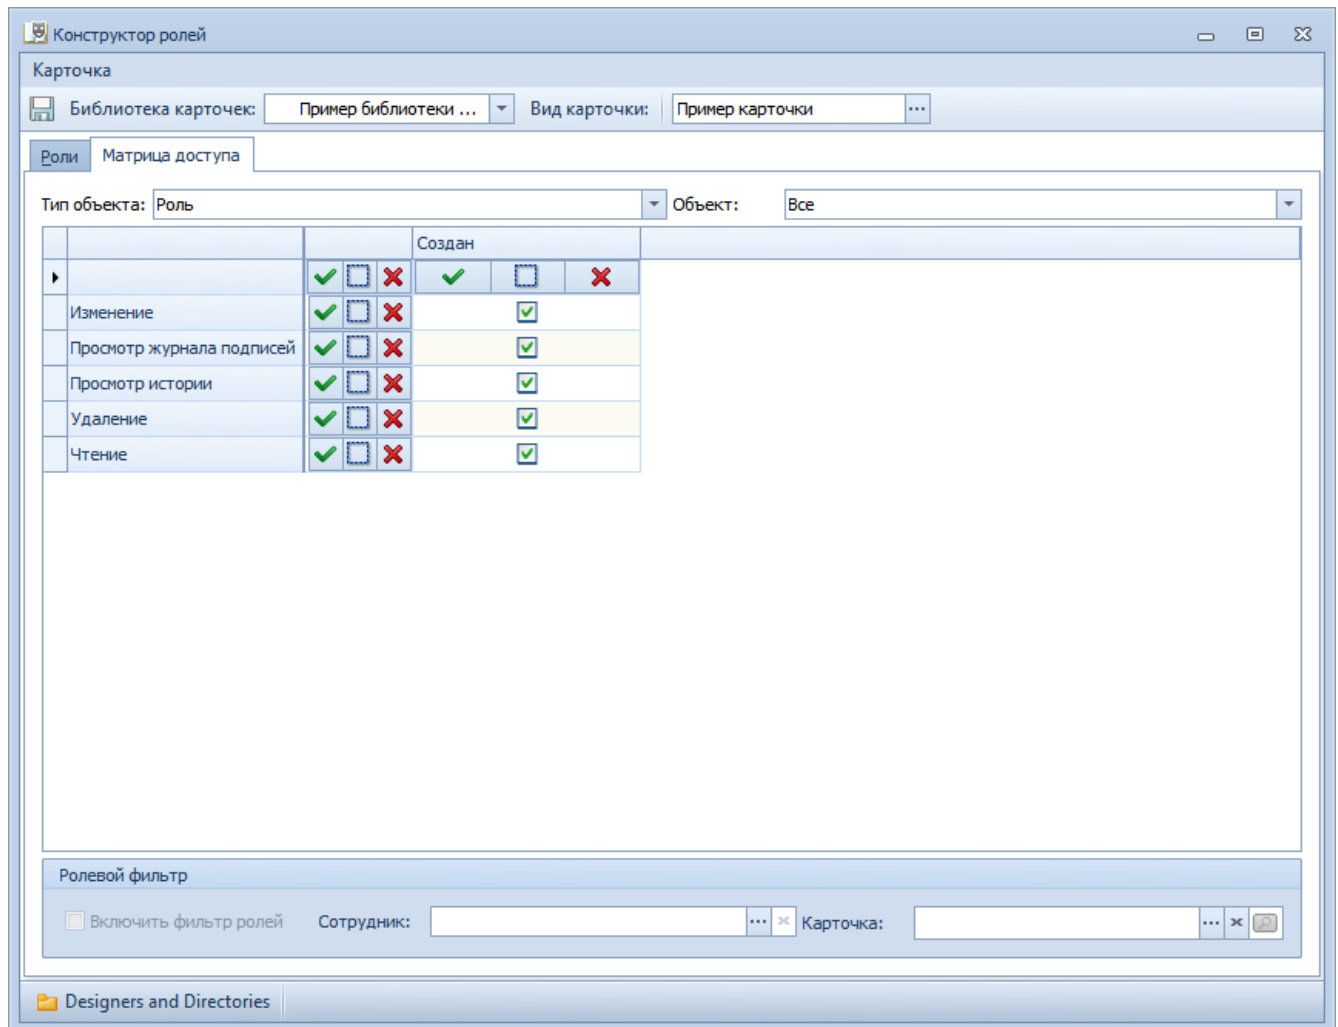 Конструктор ролей
Карточка
Библиотека карточек: Пример библиотеки ... Вид карточки: Пример карточки ...
Роли Матрица доступа
Тип объекта: Роль Объект: Все
Создан
Изменение
Просмотр журнала подписей
Просмотр истории
Удаление
Чтение
Ролевой фильтр
Включить фильтр ролей Сотрудник: ... Карточка: ...
Designers and Directories